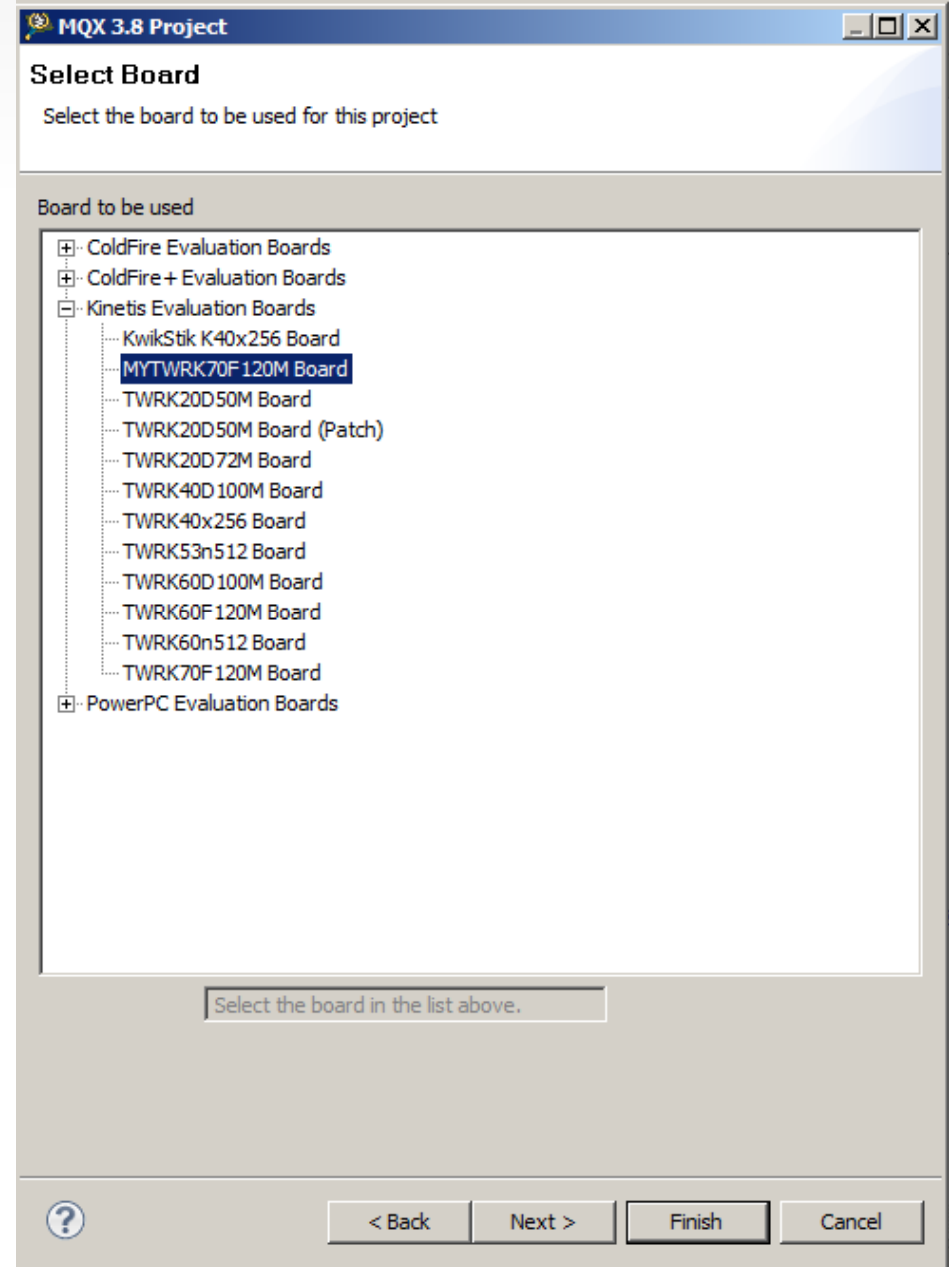 MQX 3.8 Project
Select Board
Select the board to be used for this project
Board to be used
ColdFire Evaluation Boards
ColdFire+ Evaluation Boards
Kinetis Evaluation Boards
KwikStik K40x256 Board
MYTWRK70F120M Board
TWRK20D50M Board
TWRK20D50M Board (Patch)
TWRK20D72M Board
TWRK40D100M Board
TWRK40x256 Board
TWRK53n512 Board
TWRK60D100M Board
TWRK60F120M Board
TWRK60n512 Board
TWRK70F120M Board
PowerPC Evaluation Boards
Select the board in the list above.
? < Back Next > Finish Cancel